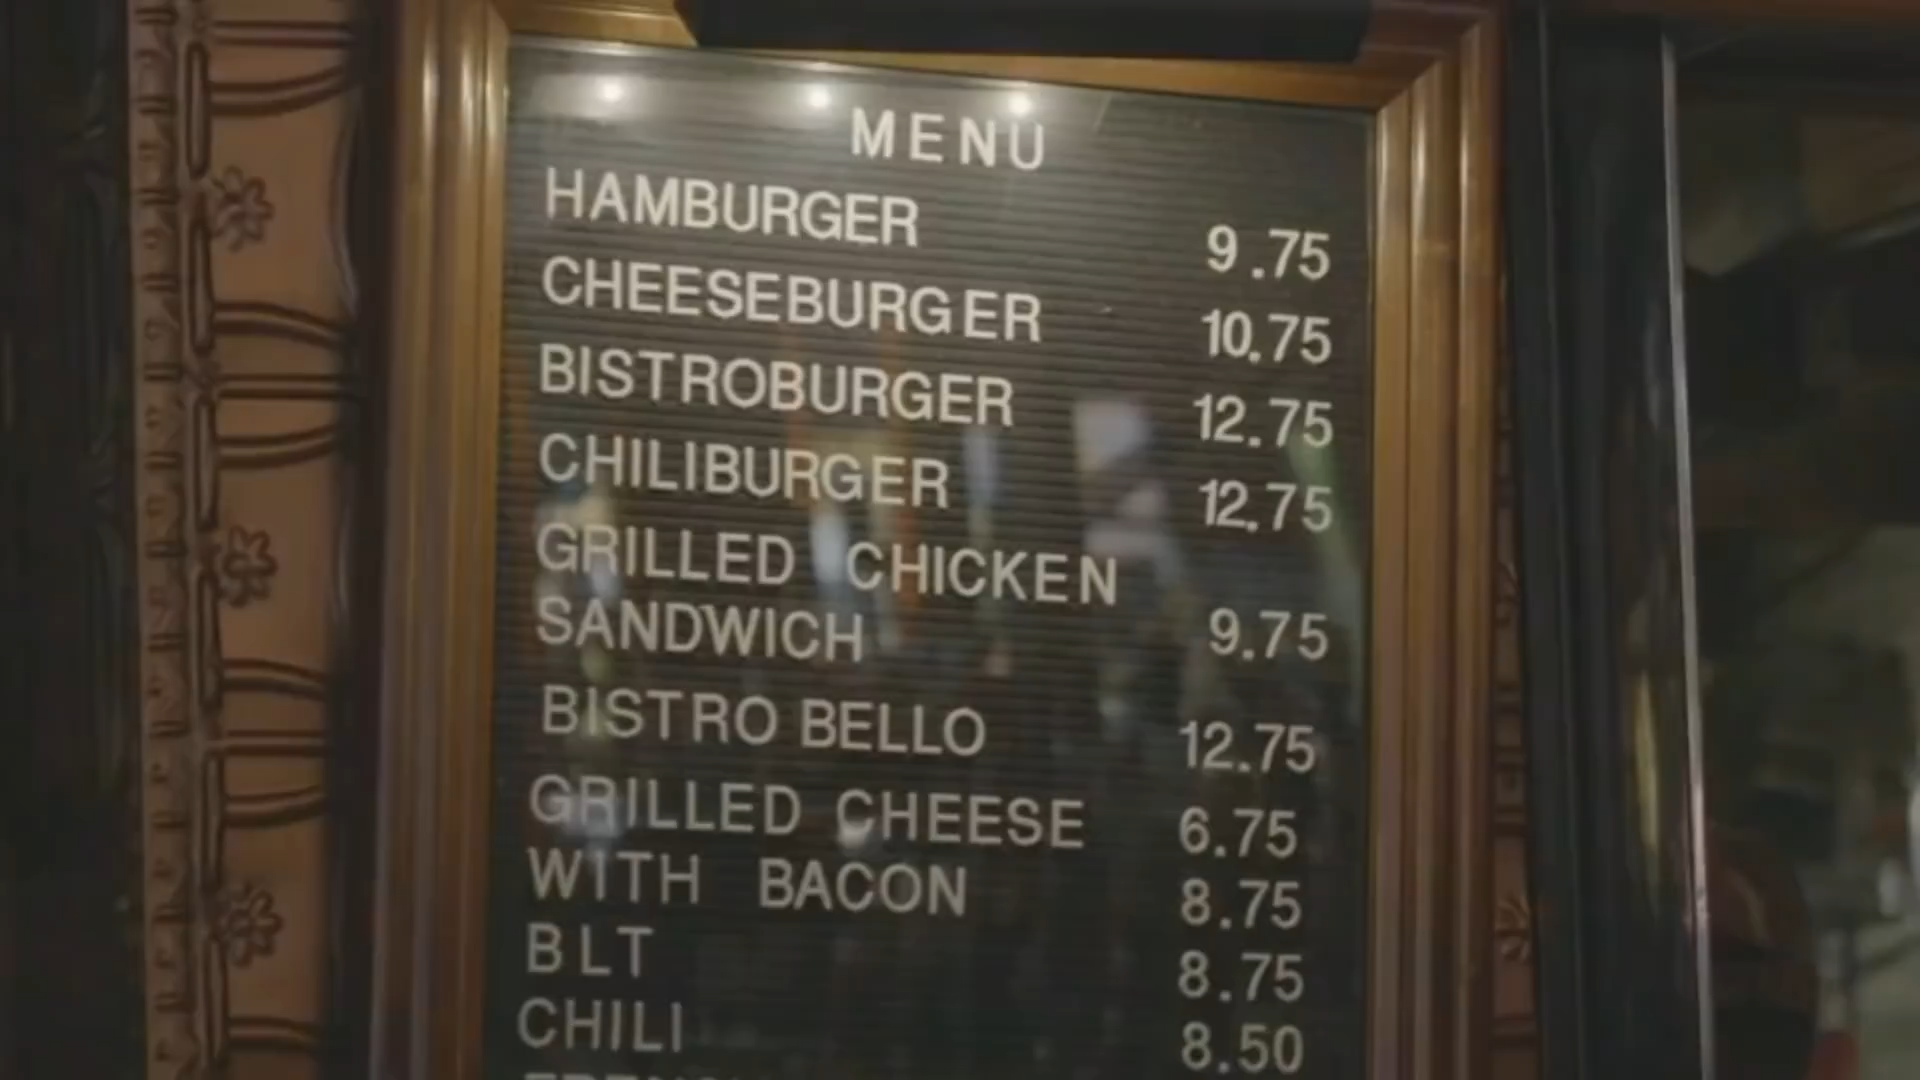 MENU
HAMBURGER 9.75
CHEESEBURGER 10.75
BISTROBURGER 12.75
CHILIBURGER 12.75
GRILLED CHICKEN
SANDWICH 9.75
BISTRO BELLO 12.75
GRILLED CHEESE 6.75
WITH BACON 8.75
BLT 8.75
CHILI 8.50